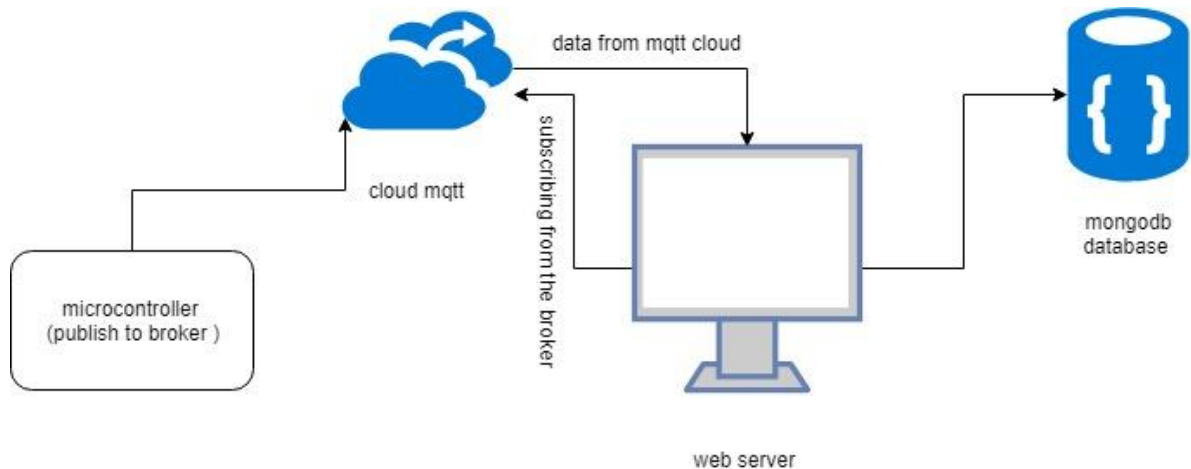 data from mqtt cloud
subscribing from the broker
cloud mqtt
{ }
mongodb
database
microcontroller
(publish to broker )
web server